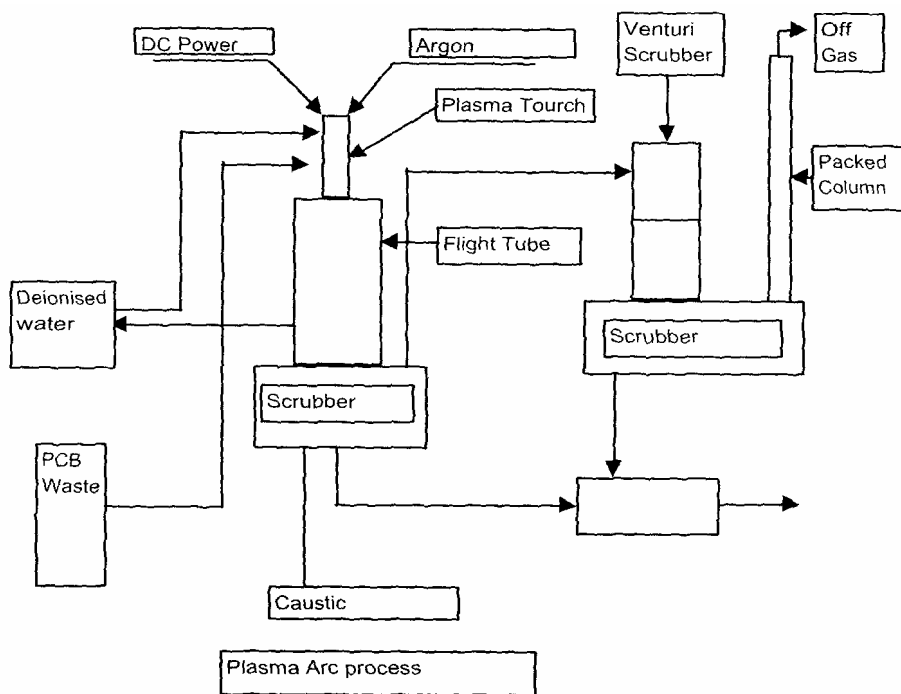 DC Power
Argon
Venturi
Scrubber
Off
Gas
Plasma Tourch
Packed
Column
Flight Tube
Deionised
water
Scrubber
Scrubber
PCB
Waste
Caustic
Plasma Arc process